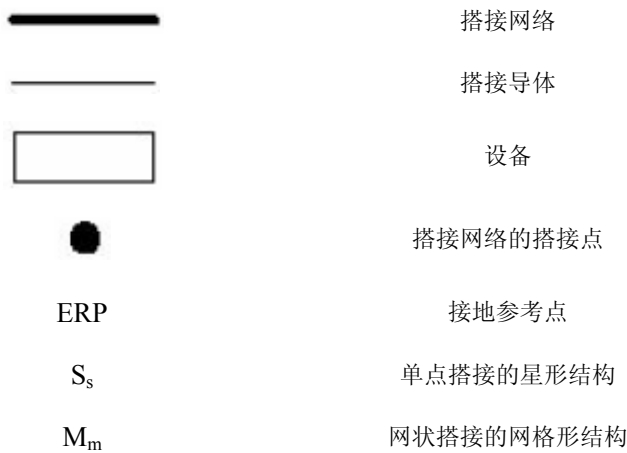 搭接网络
搭接导体
设备
搭接网络的搭接点
ERP 接地参考点
Ss 单点搭接的星形结构
Mm 网状搭接的网格形结构